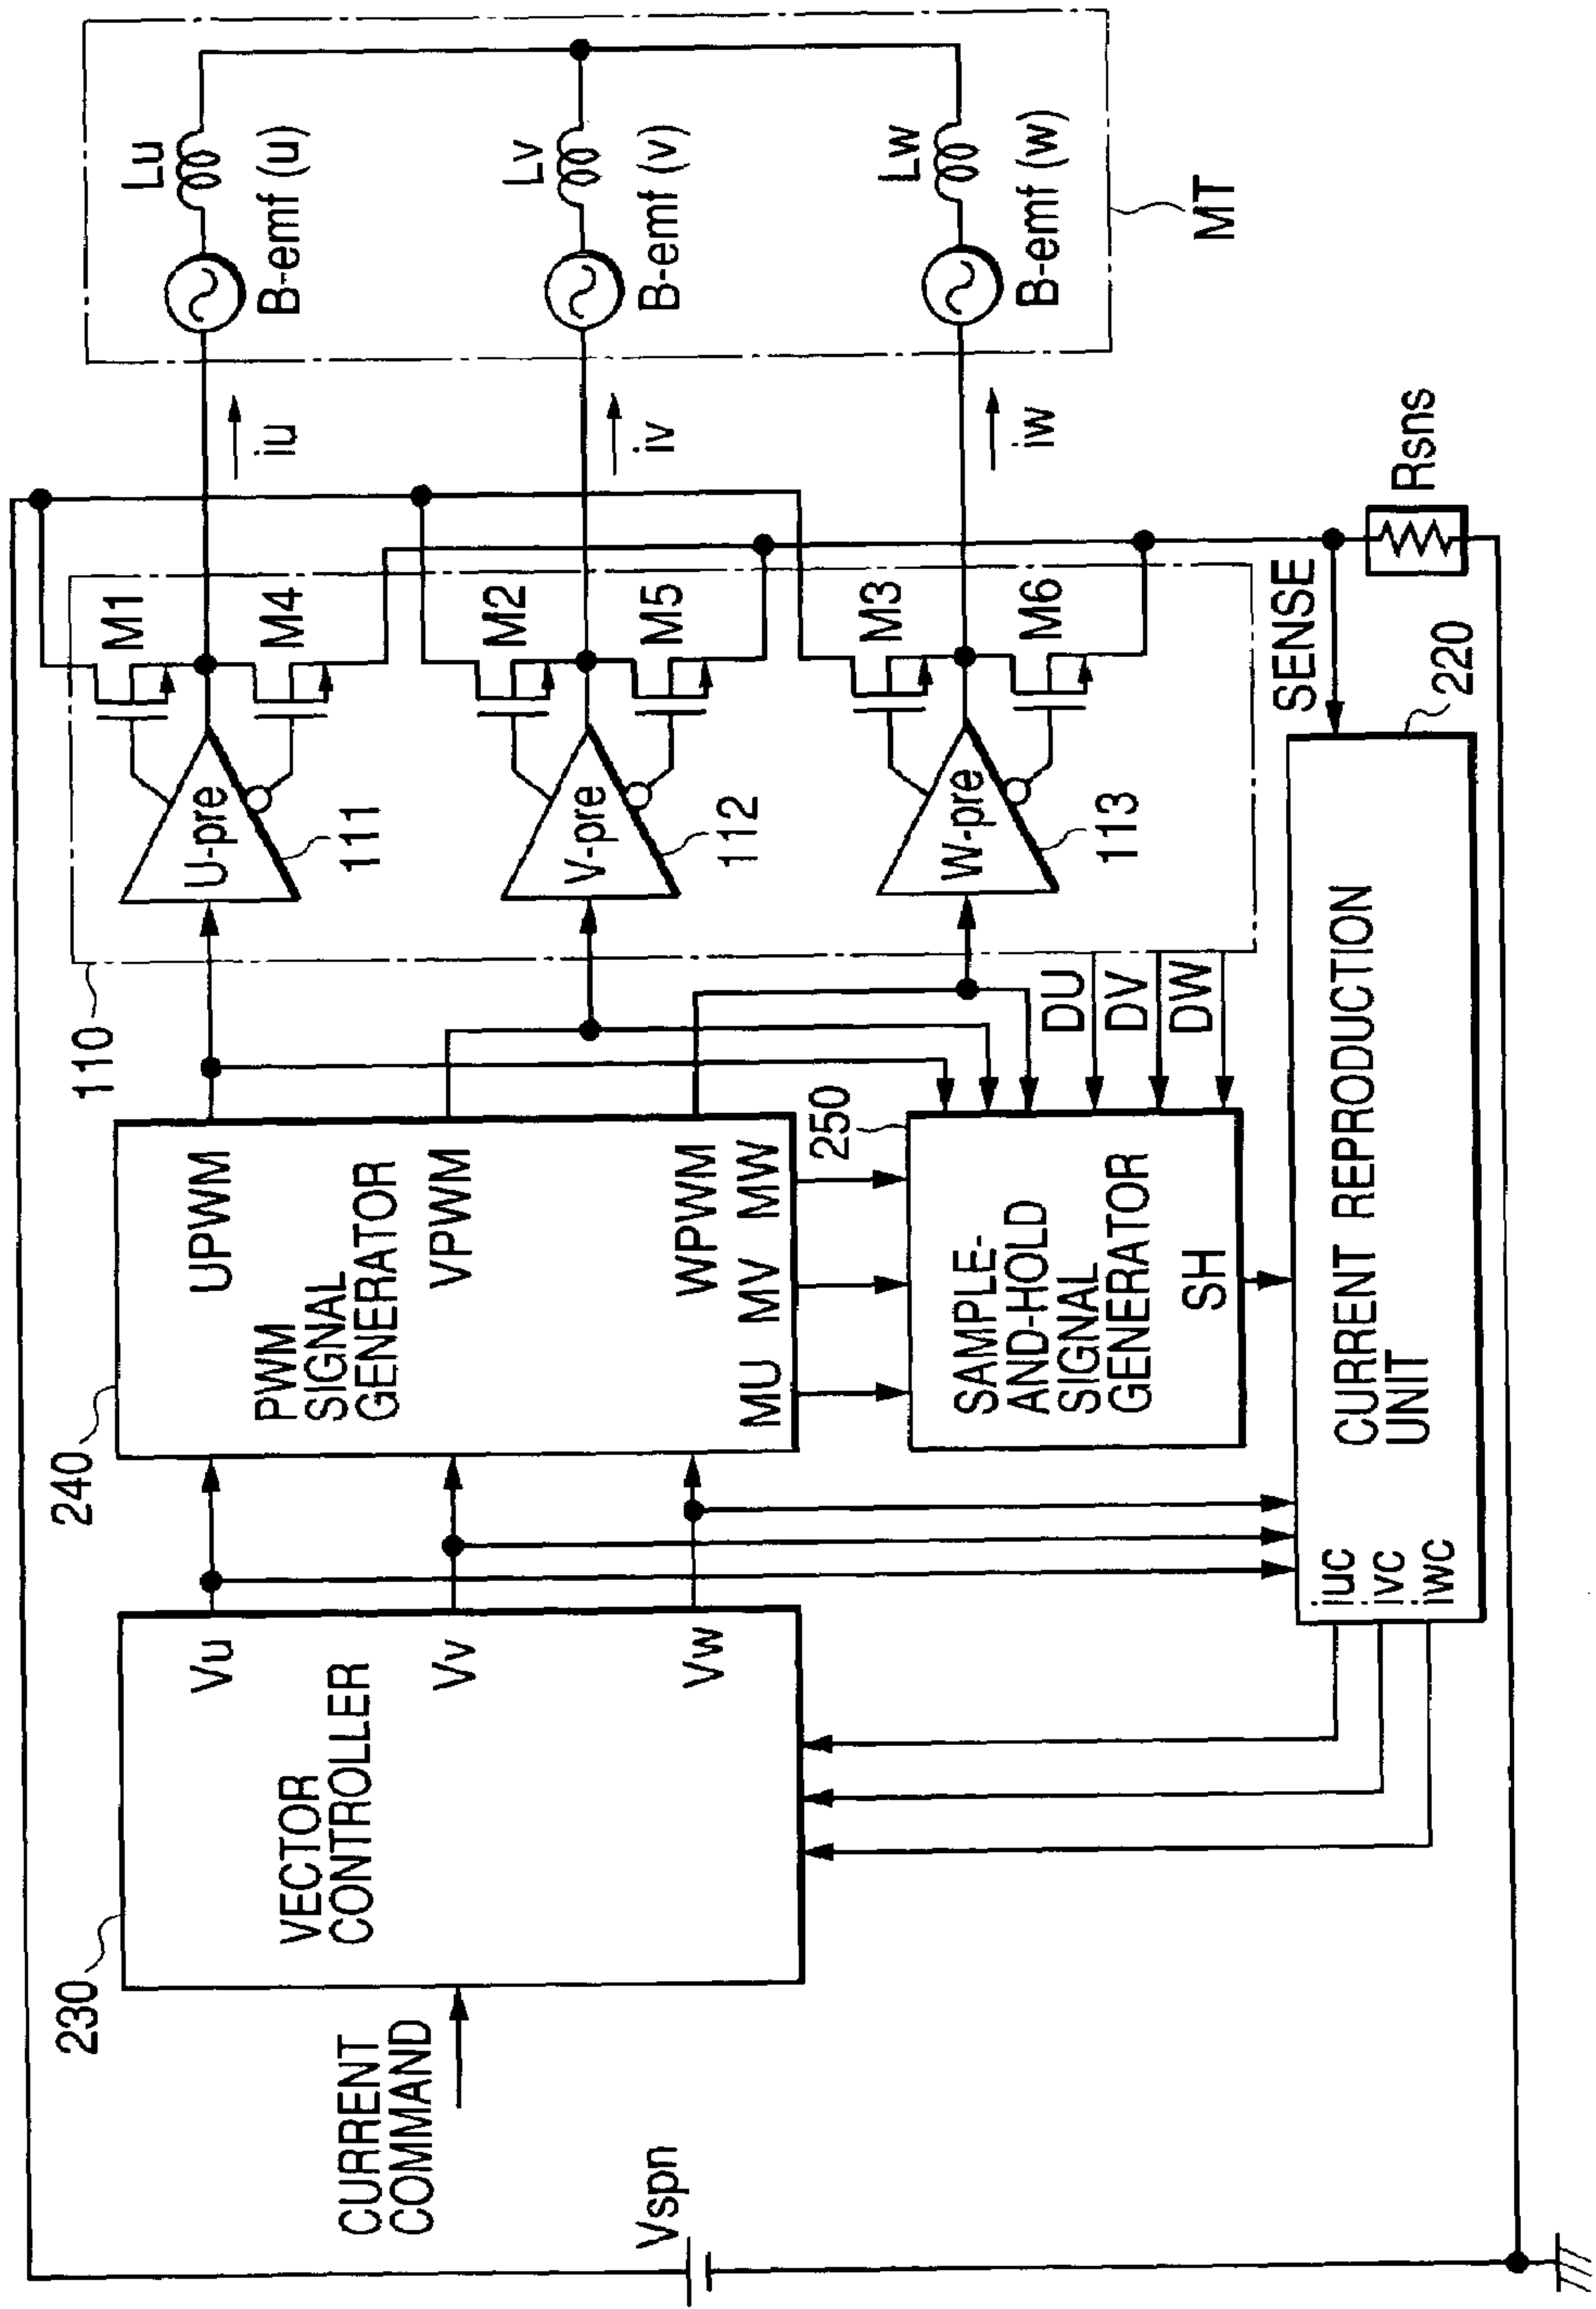 230
VECTOR
CONTROLLER
Vu
Vv
Vw
CURRENT
COMMAND
Vspn
240
PWM
SIGNAL
GENERATOR
UPWM
VPWM
WPWM
MU MV MW
250
SAMPLE-
AND-HOLD
SIGNAL
GENERATOR
SH
DU
DV
DW
110
U-pre
111
M1
M4
V-pre
112
M2
M5
W-pre
113
M3
M6
iu
iv
iw
Lu
B-emf (u)
Lv
B-emf (v)
Lw
B-emf (w)
MT
Rsns
SENSE
220
CURRENT REPRODUCTION
UNIT
iuc
ivc
iwc